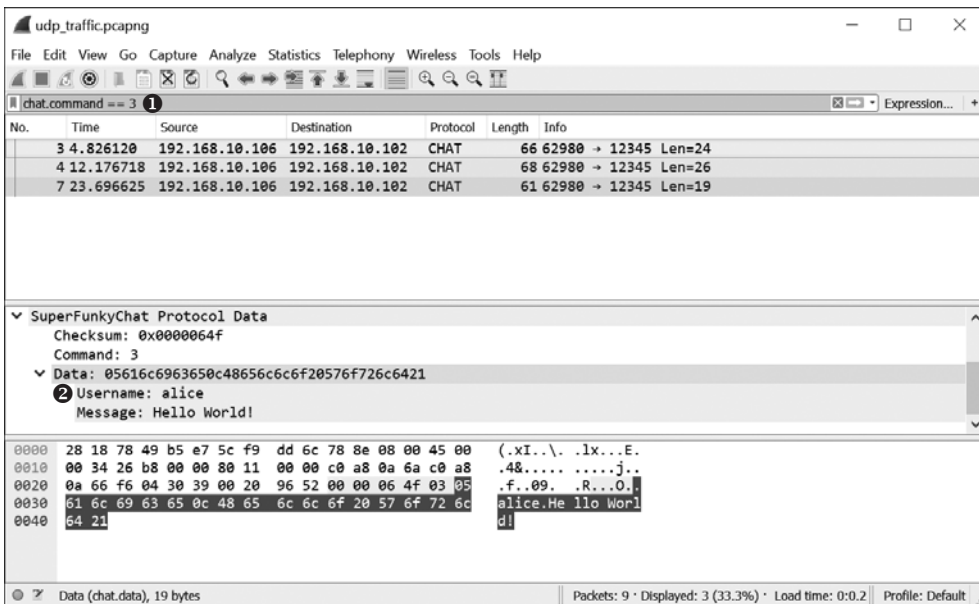 udp_traffic.pcapng
File Edit View Go Capture Analyze Statistics Telephony Wireless Tools Help
chat.command == 3 ❶ Expression... +
No. Time Source Destination Protocol Length Info
3 4.826120 192.168.10.106 192.168.10.102 CHAT 66 62980 → 12345 Len=24
4 12.176718 192.168.10.106 192.168.10.102 CHAT 68 62980 → 12345 Len=26
7 23.696625 192.168.10.106 192.168.10.102 CHAT 61 62980 → 12345 Len=19
SuperFunkyChat Protocol Data
Checksum: 0x0000064f
Command: 3
Data: 05616c6963650c48656c6c6f20576f726c6421
❷ Username: alice
Message: Hello World!
0000 28 18 78 49 b5 e7 5c f9 dd 6c 78 8e 08 00 45 00 (.xI..\. .lx...E.
0010 00 34 26 b8 00 00 80 11 00 00 c0 a8 0a 6a c0 a8 .4&..... .....j..
0020 0a 66 f6 04 30 39 00 20 96 52 00 00 06 4f 03 05 .f..09. .R...O..
0030 61 6c 69 63 65 0c 48 65 6c 6c 6f 20 57 6f 72 6c alice.He llo Worl
0040 64 21 d!
Data (chat.data), 19 bytes Packets: 9 · Displayed: 3 (33.3%) · Load time: 0:0.2 Profile: Default